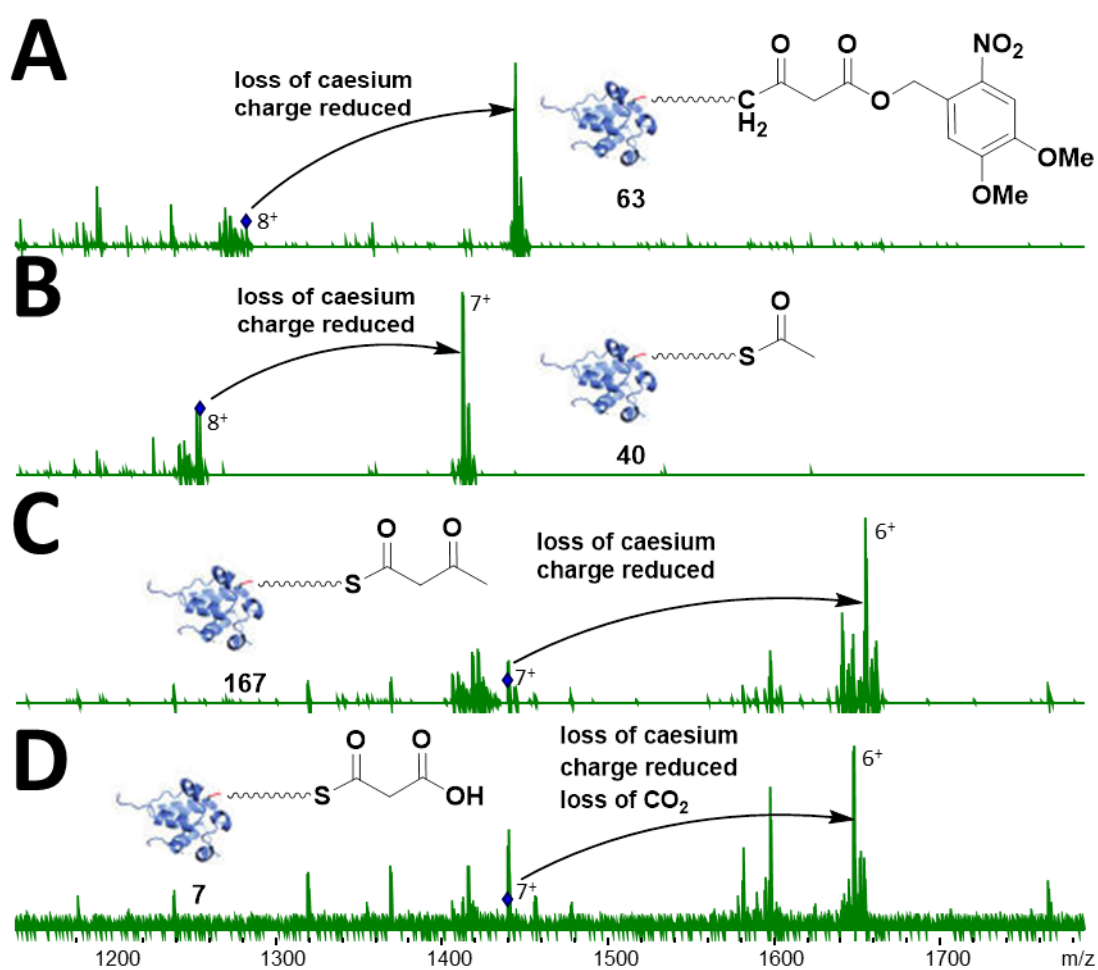 A
loss of caesium
charge reduced
8+
63
C
H2
O
O
O
NO2
OMe
OMe
B
loss of caesium
charge reduced
8+
7+
40
S
O
C
167
S
O
O
loss of caesium
charge reduced
7+
6+
D
7
S
O
O
OH
loss of caesium
charge reduced
loss of CO2
7+
6+
1200 1300 1400 1500 1600 1700 m/z